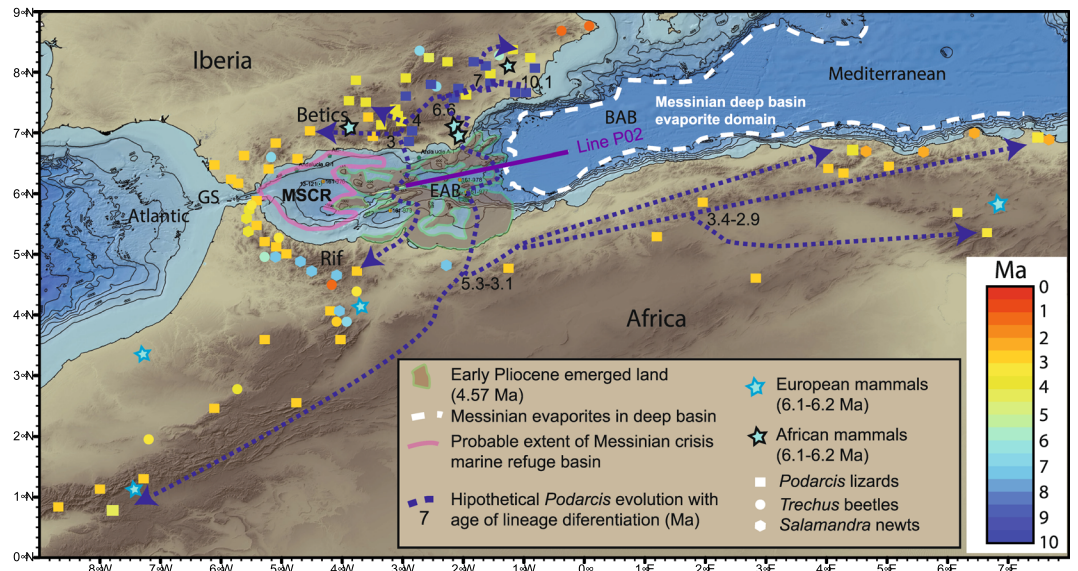 9°N
8°N
7°N
6°N
5°N
4°N
3°N
2°N
1°N
0°N
8°W
7°W
6°W
5°W
4°W
3°W
2°W
1°W
0°
1°E
2°E
3°E
4°E
5°E
6°E
7°E
Iberia
Betics
Mediterranean
Messinian deep basin
evaporite domain
BAB
Line P02
7
10.1
6.6
4
3
MSCR
EAB
GS
Atlantic
Rif
5.3-3.1
3.4-2.9
Africa
Early Pliocene emerged land
(4.57 Ma)
Messinian evaporites in deep basin
Probable extent of Messinian crisis
marine refuge basin
7
Hipothetical Podarcis evolution with
age of lineage diferentiation (Ma)
European mammals
(6.1-6.2 Ma)
African mammals
(6.1-6.2 Ma)
Podarcis lizards
Trechus beetles
Salamandra newts
Ma
0
1
2
3
4
5
6
7
8
9
10